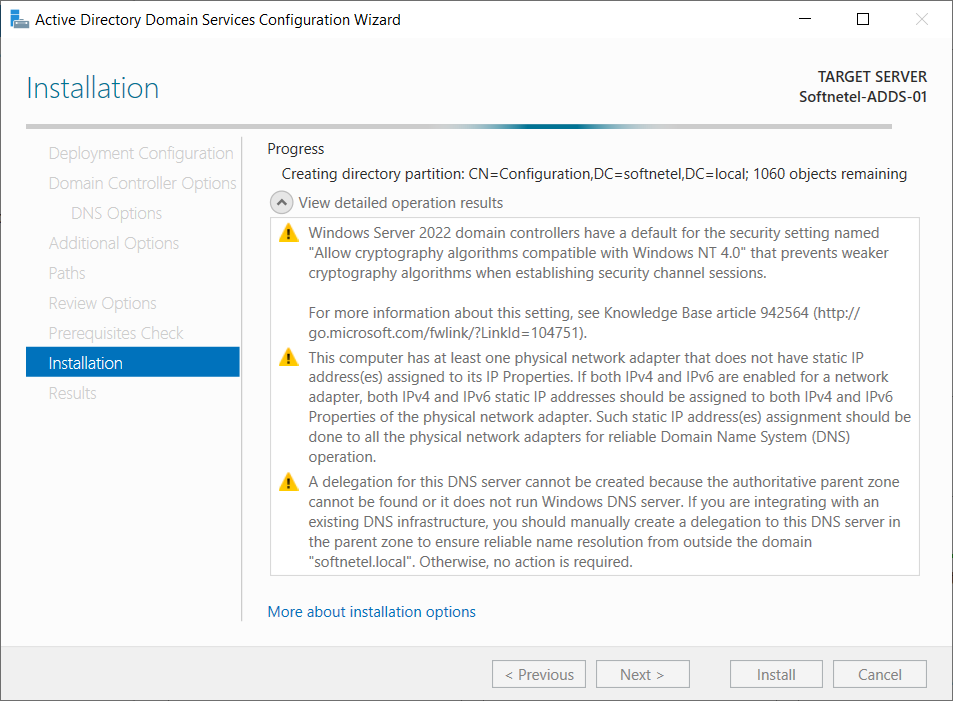 Active Directory Domain Services Configuration Wizard
Installation
TARGET SERVER
Softnetel-ADDS-01
Deployment Configuration
Domain Controller Options
DNS Options
Additional Options
Paths
Review Options
Prerequisites Check
Installation
Results
Progress
Creating directory partition: CN=Configuration,DC=softnetel,DC=local; 1060 objects remaining
View detailed operation results
Windows Server 2022 domain controllers have a default for the security setting named
"Allow cryptography algorithms compatible with Windows NT 4.0" that prevents weaker
cryptography algorithms when establishing security channel sessions.
For more information about this setting, see Knowledge Base article 942564 (http://
go.microsoft.com/fwlink/?LinkId=104751).
This computer has at least one physical network adapter that does not have static IP
address(es) assigned to its IP Properties. If both IPv4 and IPv6 are enabled for a network
adapter, both IPv4 and IPv6 static IP addresses should be assigned to both IPv4 and IPv6
Properties of the physical network adapter. Such static IP address(es) assignment should be
done to all the physical network adapters for reliable Domain Name System (DNS)
operation.
A delegation for this DNS server cannot be created because the authoritative parent zone
cannot be found or it does not run Windows DNS server. If you are integrating with an
existing DNS infrastructure, you should manually create a delegation to this DNS server in
the parent zone to ensure reliable name resolution from outside the domain
"softnetel.local". Otherwise, no action is required.
More about installation options
< Previous
Next >
Install
Cancel